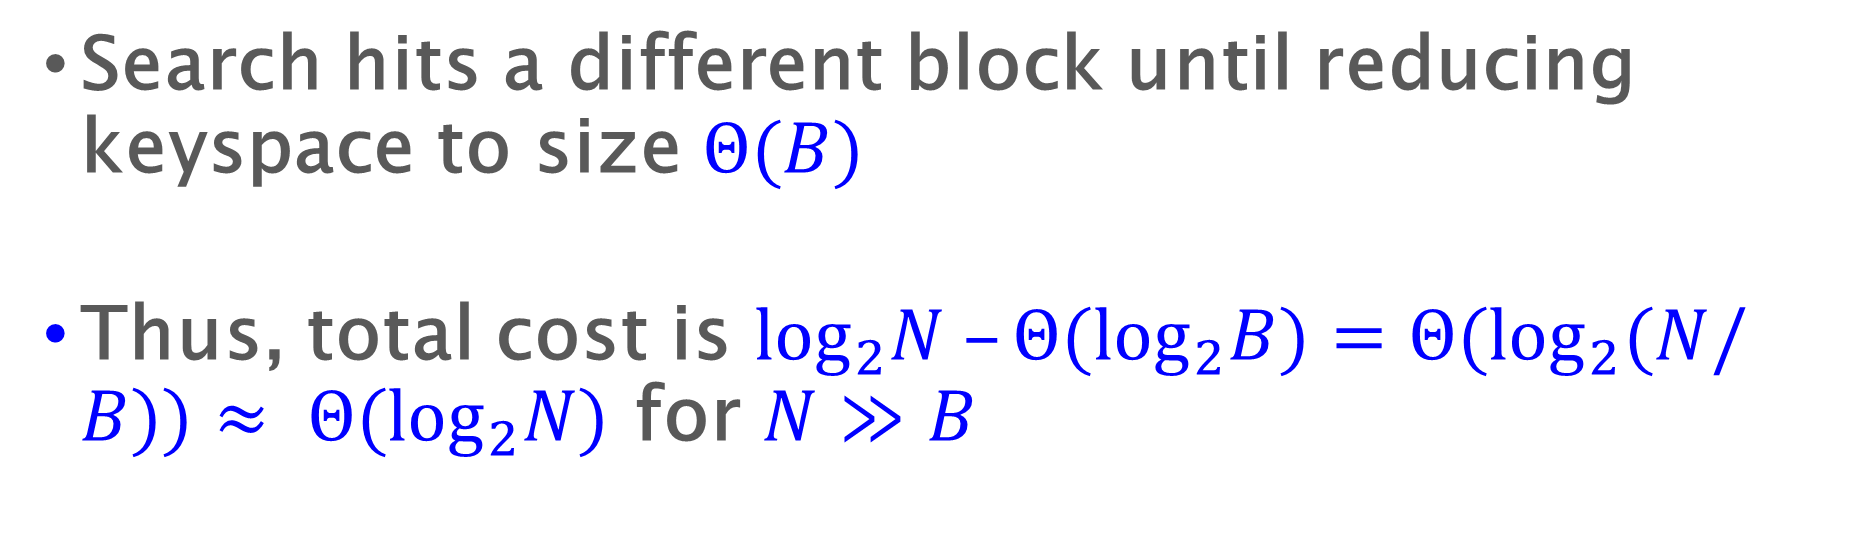 • Search hits a different block until reducing
keyspace to size Θ(B)
• Thus, total cost is log₂N – Θ(log₂B) = Θ(log₂(N/
B)) ≈ Θ(log₂N) for N ≫ B